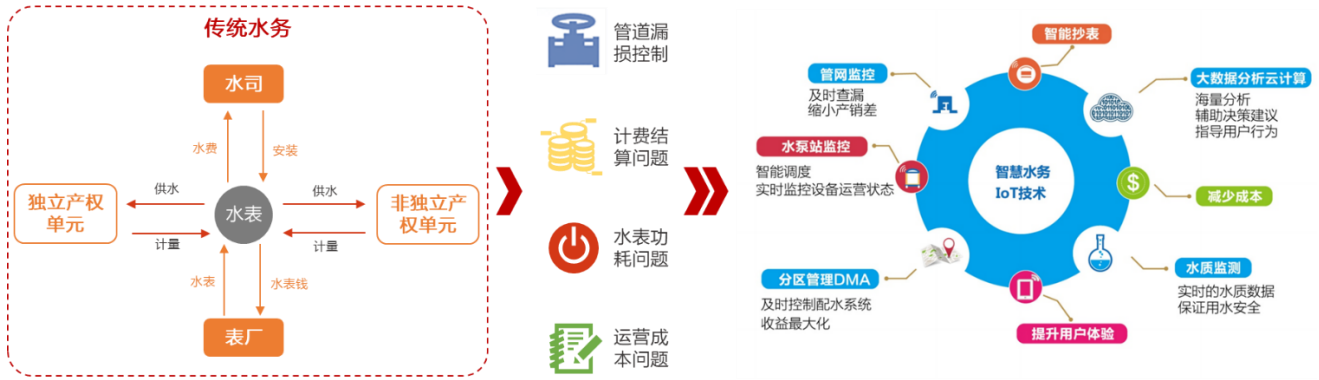 传统水务
水司
水费
安装
供水
供水
独立产权
单元
水表
非独立产
权单元
计量
计量
水表
水表钱
表厂
管道漏
损控制
计费结
算问题
水表功
耗问题
运营成
本问题
智能抄表
管网监控
及时查漏
缩小产销差
大数据分析云计算
海量分析
辅助决策建议
指导用户行为
水泵站监控
智能调度
实时监控设备运营状态
智慧水务
IoT技术
$
减少成本
分区管理DMA
及时控制配水系统
收益最大化
水质监测
实时的水质数据
保证用水安全
提升用户体验